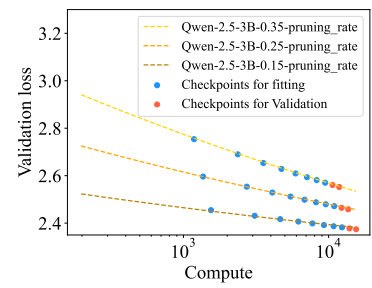 Validation loss
3.2
3.0
2.8
2.6
2.4
Qwen-2.5-3B-0.35-pruning_rate
Qwen-2.5-3B-0.25-pruning_rate
Qwen-2.5-3B-0.15-pruning_rate
Checkpoints for fitting
Checkpoints for Validation
10³
10⁴
Compute